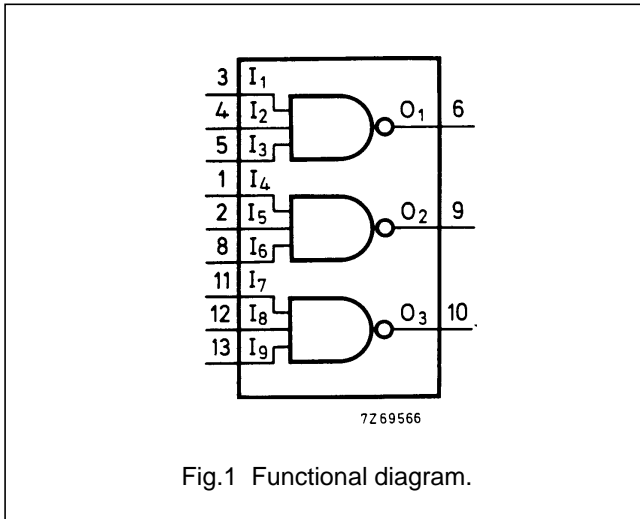 3 I1
4 I2 O1 6
5 I3
1 I4
2 I5 O2 9
8 I6
11 I7
12 I8 O3 10
13 I9
7Z69566
Fig.1 Functional diagram.